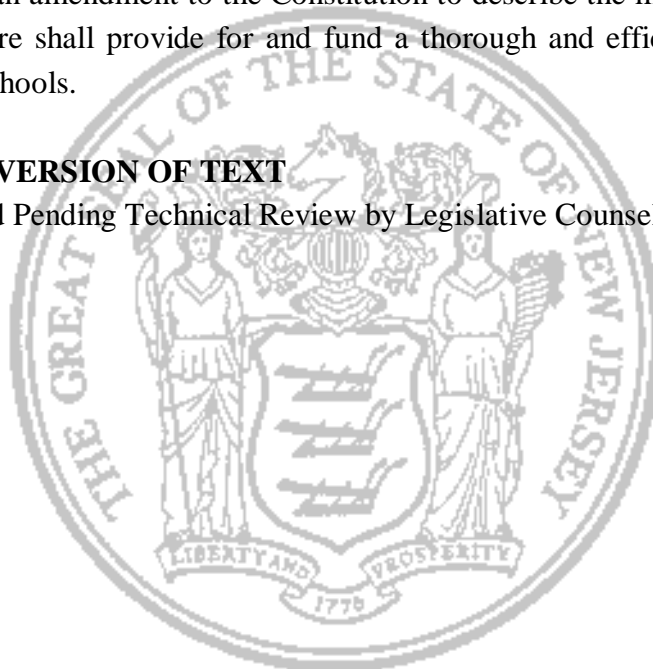 an amendment to the Constitution to describe the
re shall provide for and fund a thorough and
hools.
VERSION OF TEXT
Pending Technical Review by Legislative Counsel
THE GREAT SEAL OF THE STATE OF NEW JERSEY
LIBERTY AND PROSPERITY
1776